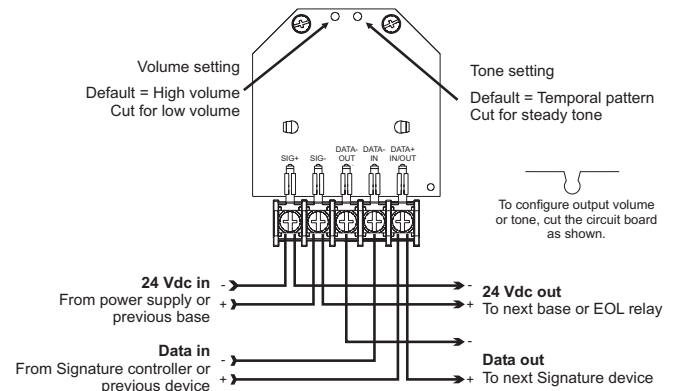 Volume setting
Default = High volume
Cut for low volume
Tone setting
Default = Temporal pattern
Cut for steady tone
SIG+ SIG- DATA- OUT DATA- IN DATA+ IN/OUT
To configure output volume
or tone, cut the circuit board
as shown.
24 Vdc in
From power supply or
previous base
-
+
-
+
24 Vdc out
To next base or EOL relay
Data in
From Signature controller or
previous device
-
+
-
+
Data out
To next Signature device